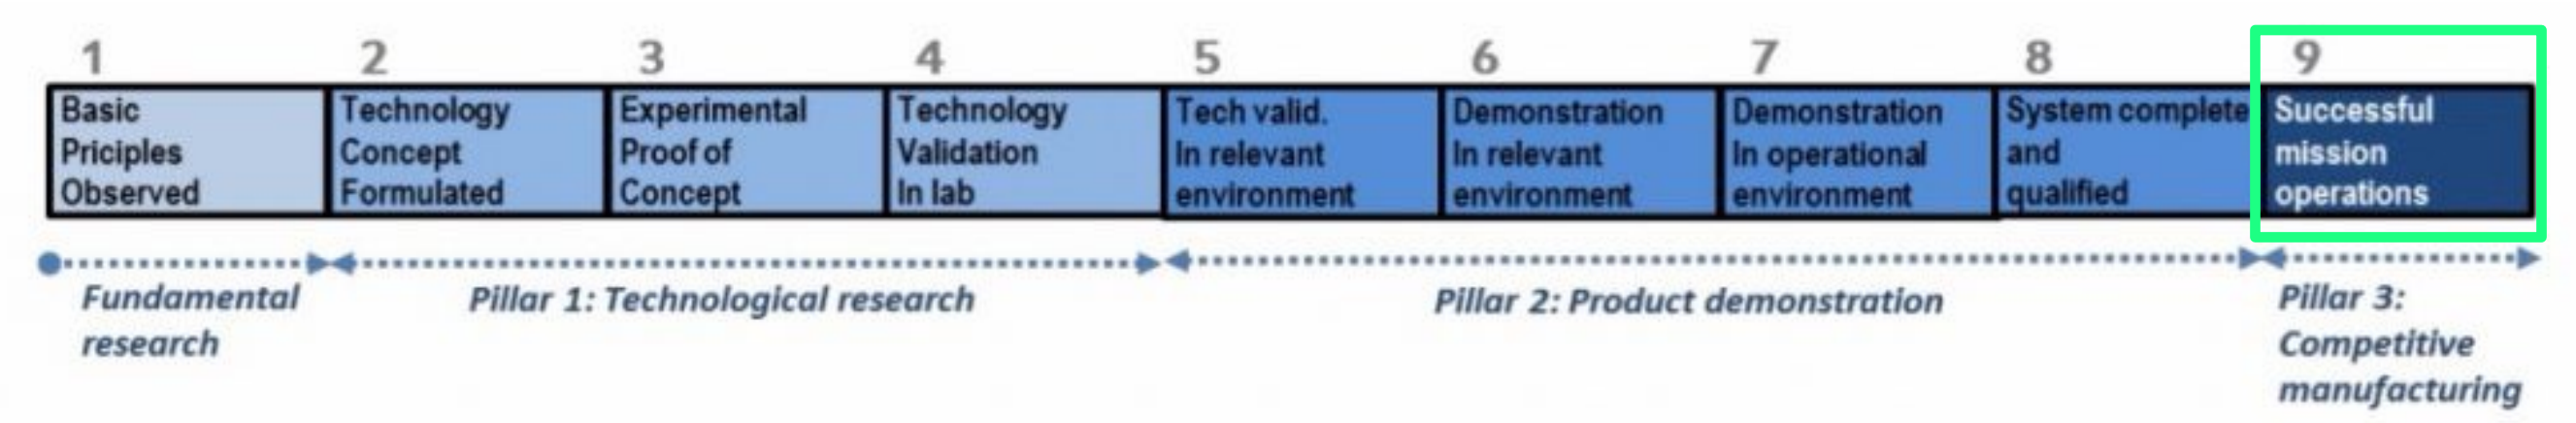 1
Basic
Priciples
Observed
2
Technology
Concept
Formulated
3
Experimental
Proof of
Concept
4
Technology
Validation
In lab
5
Tech valid.
In relevant
environment
6
Demonstration
In relevant
environment
7
Demonstration
In operational
environment
8
System complete
and
qualified
9
Successful
mission
operations
Fundamental
research
Pillar 1: Technological research
Pillar 2: Product demonstration
Pillar 3:
Competitive
manufacturing